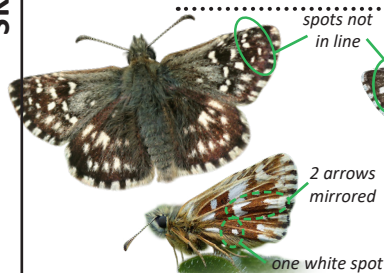 spots not
in line
2 arrows
mirrored
one white spot